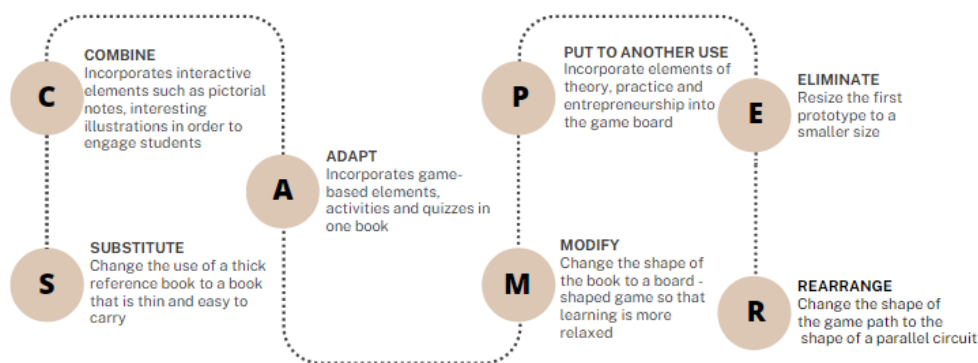 S
SUBSTITUTE
Change the use of a thick
reference book to a book
that is thin and easy to
carry
C
COMBINE
Incorporates interactive
elements such as pictorial
notes, interesting
illustrations in order to
engage students
A
ADAPT
Incorporates game-
based elements,
activities and quizzes in
one book
M
MODIFY
Change the shape of
the book to a board -
shaped game so that
learning is more
relaxed
P
PUT TO ANOTHER USE
Incorporate elements of
theory, practice and
entrepreneurship into
the game board
E
ELIMINATE
Resize the first
prototype to a
smaller size
R
REARRANGE
Change the shape of
the game path to the
shape of a parallel circuit